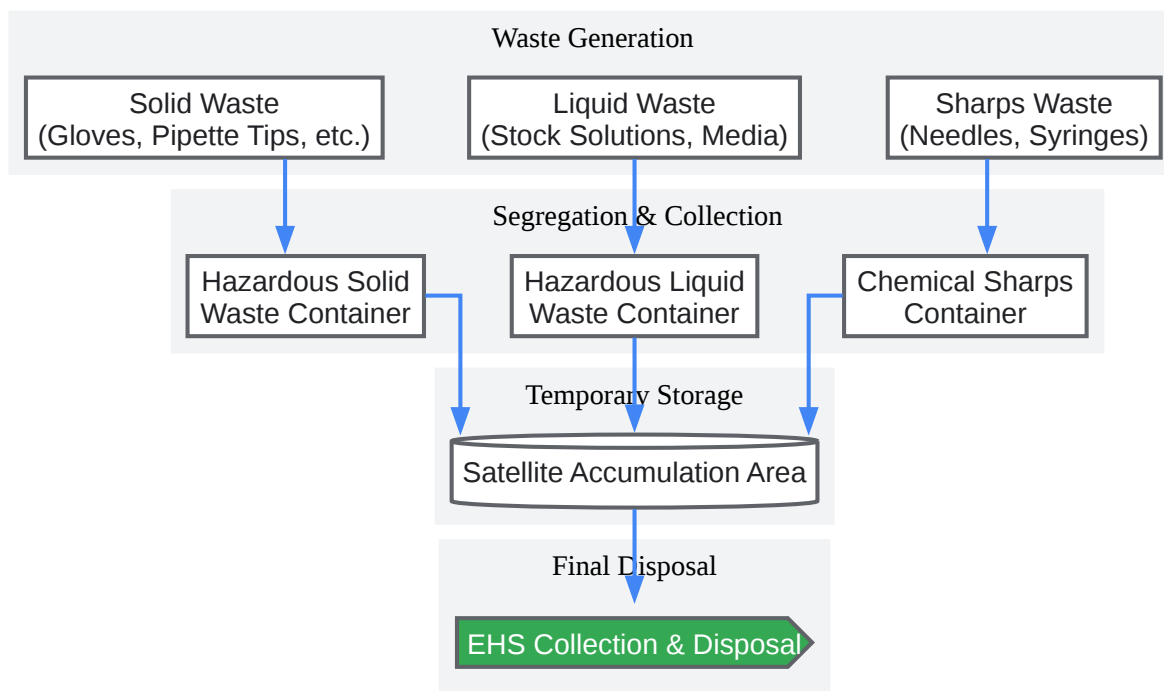 Waste Generation
Solid Waste
(Gloves, Pipette Tips, etc.)
Liquid Waste
(Stock Solutions, Media)
Sharps Waste
(Needles, Syringes)
Segregation & Collection
Hazardous Solid
Waste Container
Hazardous Liquid
Waste Container
Chemical Sharps
Container
Temporary Storage
Satellite Accumulation Area
Final Disposal
EHS Collection & Disposal